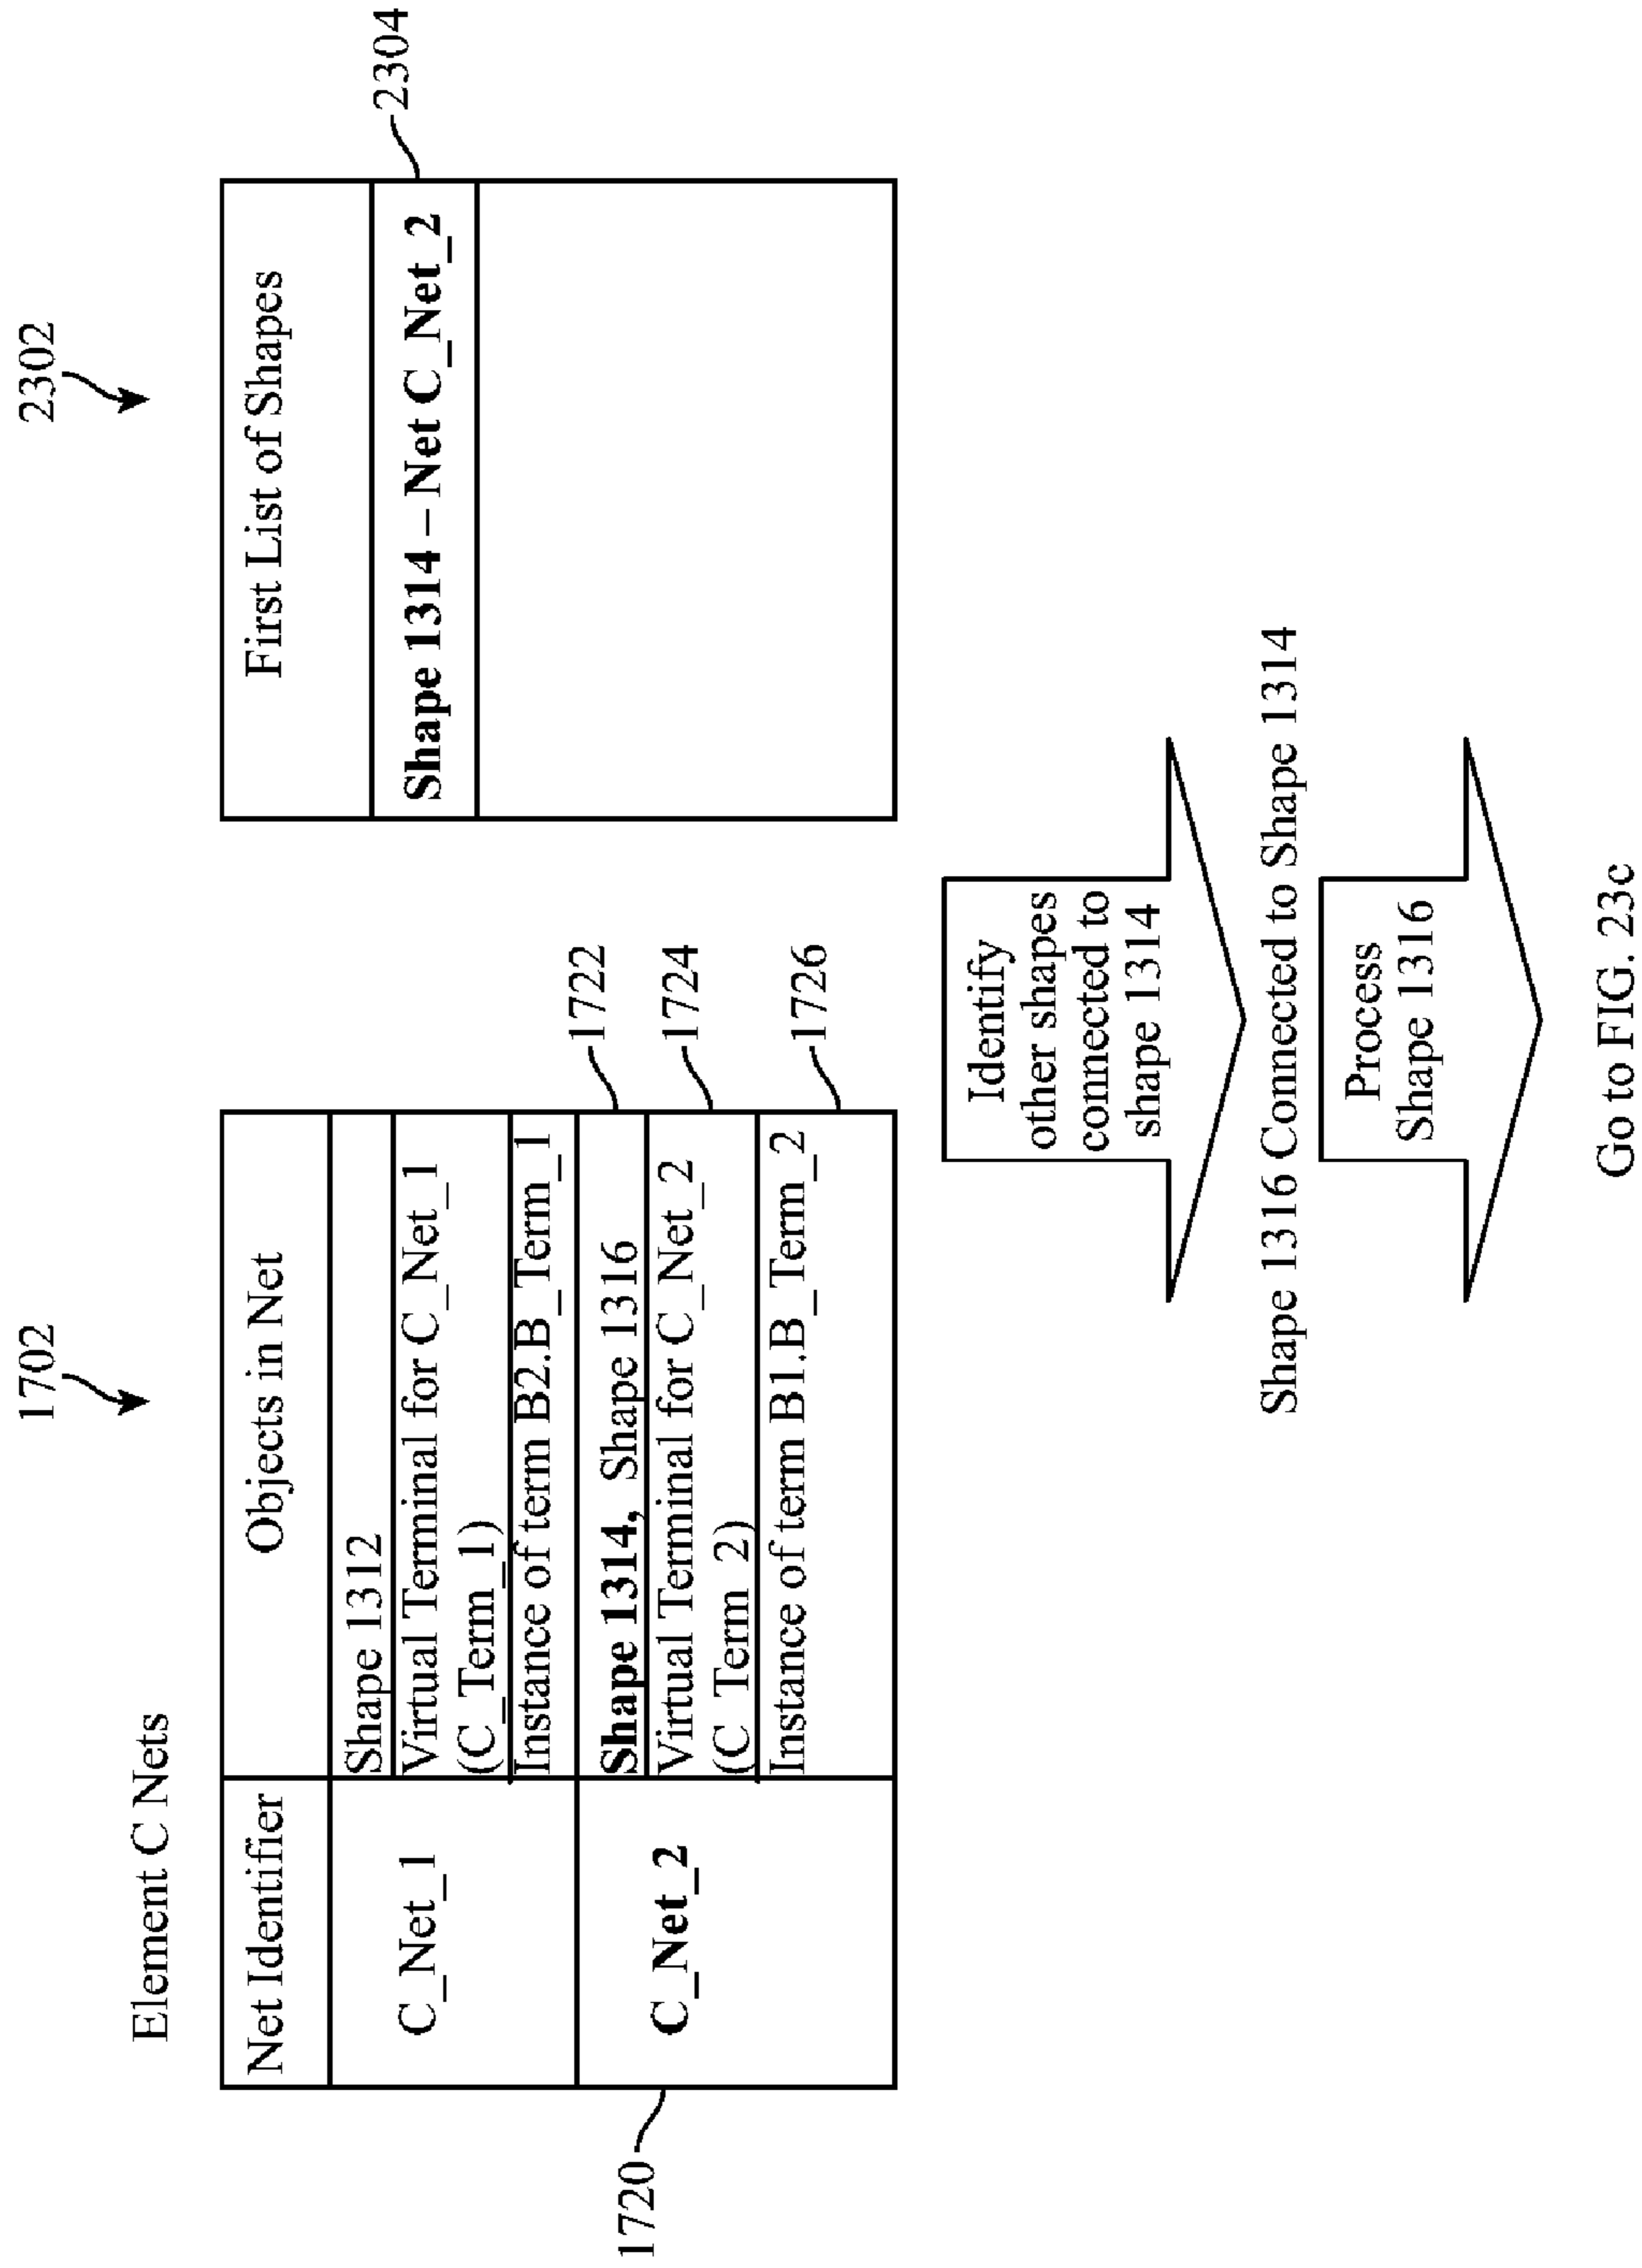 1702
2302
Element C Nets
Net Identifier
Objects in Net
First List of Shapes
C_Net_1
Shape 1312
Virtual Terminal for C_Net_1
(C_Term_1)
Instance of term B2.B_Term_1
1720
C_Net_2
Shape 1314, Shape 1316
Virtual Terminal for C_Net_2
(C_Term_2)
Instance of term B1.B_Term_2
1722
1724
1726
Shape 1314 – Net C_Net_2
2304
Identify
other shapes
connected to
shape 1314
Shape 1316 Connected to Shape 1314
Process
Shape 1316
Go to FIG. 23c